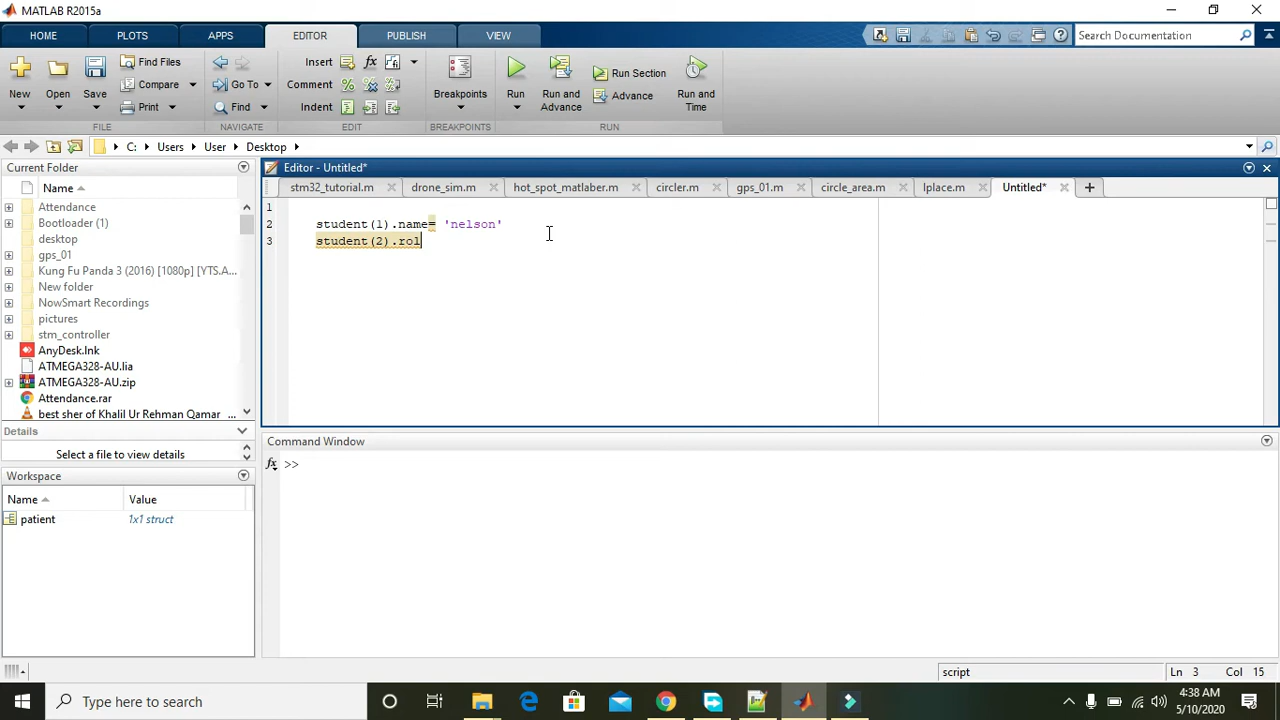 MATLAB R2015a
HOME PLOTS APPS EDITOR PUBLISH VIEW Search Documentation
New Open Save Find Files Compare Print Go To Find Insert Comment Indent Breakpoints Run Run and Advance Run Section Advance Run and Time
FILE NAVIGATE EDIT BREAKPOINTS RUN
C: Users User Desktop
Current Folder
Name
Attendance
Bootloader (1)
desktop
gps_01
Kung Fu Panda 3 (2016) [1080p] [YTS.A...
New folder
NowSmart Recordings
pictures
stm_controller
AnyDesk.lnk
ATMEGA328-AU.lia
ATMEGA328-AU.zip
Attendance.rar
best sher of Khalil Ur Rehman Qamar ...
Details
Select a file to view details
Workspace
Name Value
patient 1x1 struct
Editor - Untitled*
stm32_tutorial.m drone_sim.m hot_spot_matlaber.m circler.m gps_01.m circle_area.m lplace.m Untitled*
1
2 student(1).name= 'nelson'
3 student(2).rol
Command Window
fx >>
script Ln 3 Col 15
Type here to search
4:38 AM
5/10/2020